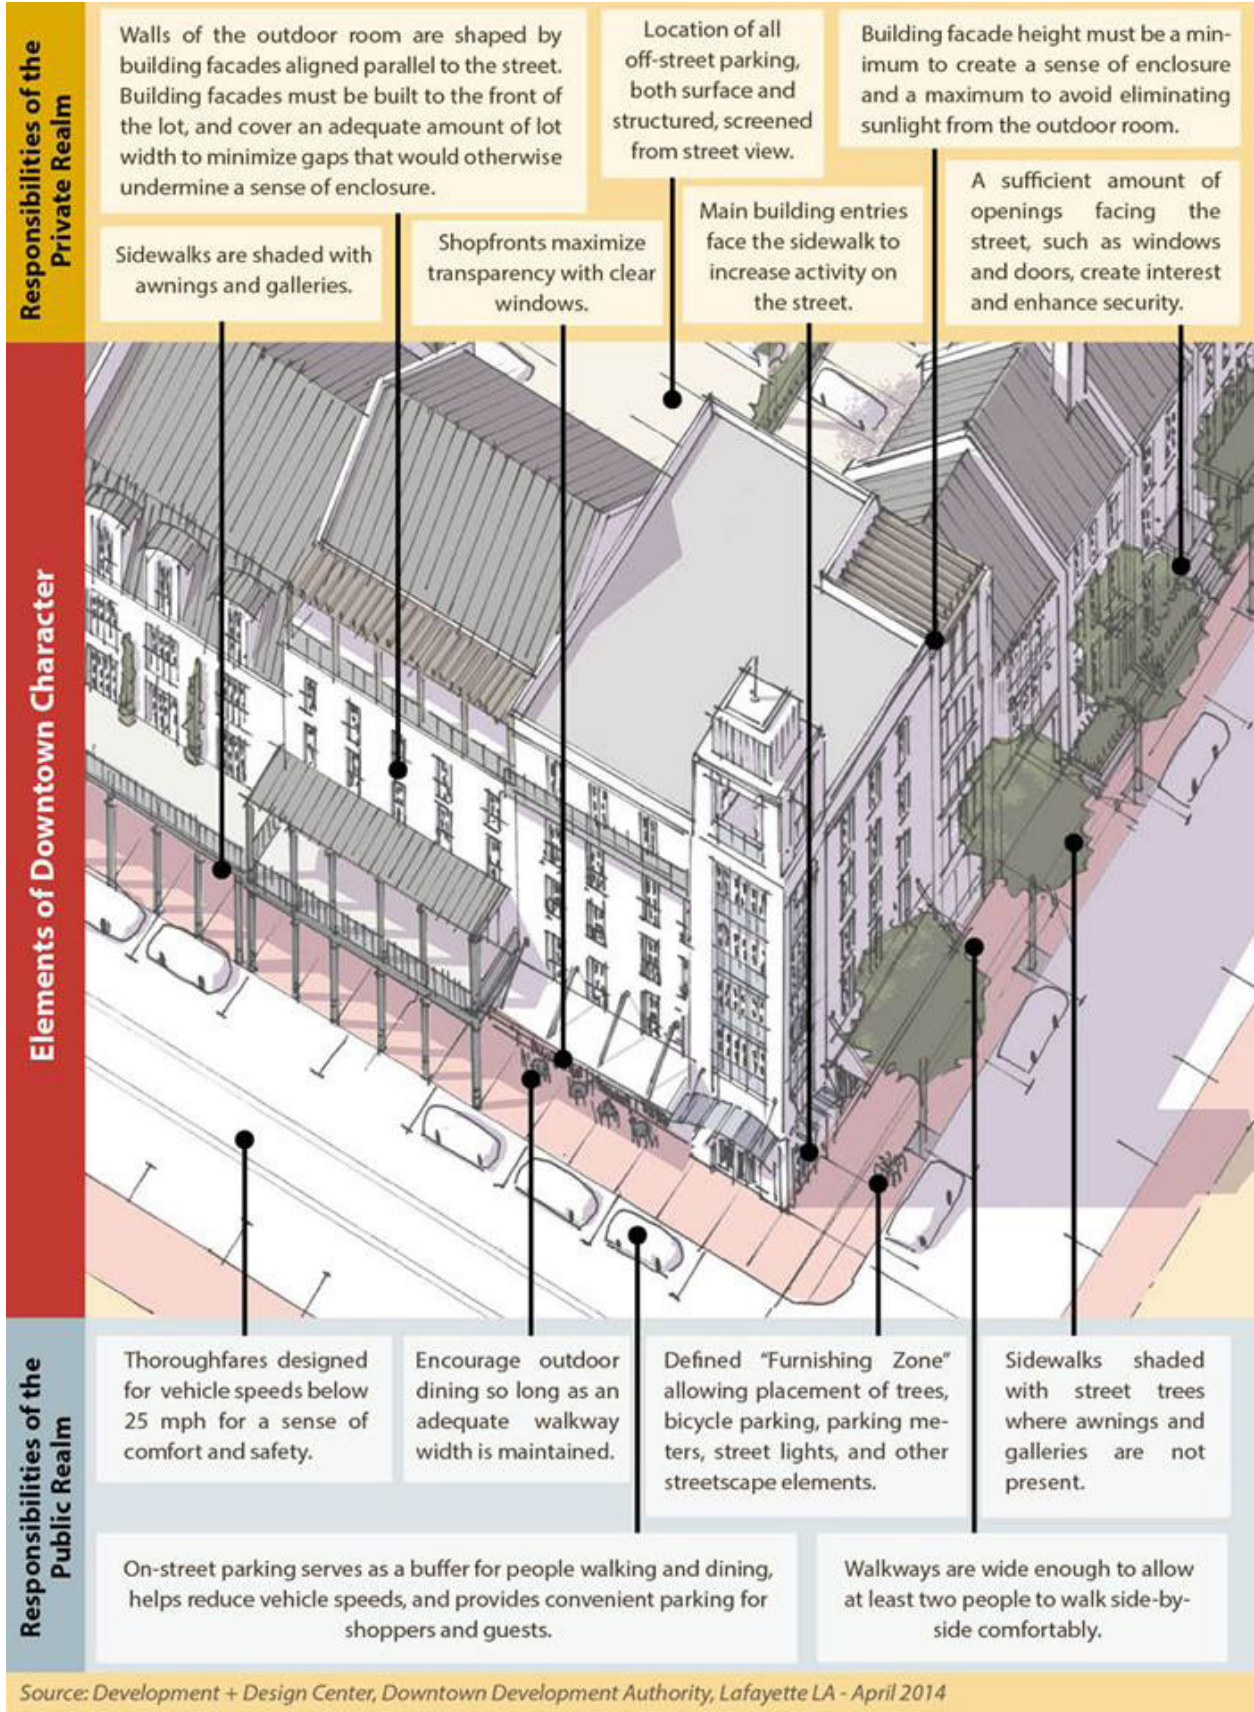 Responsibilities of the
Private Realm
Walls of the outdoor room are shaped by
building facades aligned parallel to the street.
Building facades must be built to the front of
the lot, and cover an adequate amount of lot
width to minimize gaps that would otherwise
undermine a sense of enclosure.
Location of all
off-street parking,
both surface and
structured, screened
from street view.
Building facade height must be a min-
imum to create a sense of enclosure
and a maximum to avoid eliminating
sunlight from the outdoor room.
Sidewalks are shaded with
awnings and galleries.
Shopfronts maximize
transparency with clear
windows.
Main building entries
face the sidewalk to
increase activity on
the street.
A sufficient amount of
openings facing the
street, such as windows
and doors, create interest
and enhance security.
Elements of Downtown Character
Responsibilities of the
Public Realm
Thoroughfares designed
for vehicle speeds below
25 mph for a sense of
comfort and safety.
Encourage outdoor
dining so long as an
adequate walkway
width is maintained.
Defined "Furnishing Zone"
allowing placement of trees,
bicycle parking, parking me-
ters, street lights, and other
streetscape elements.
Sidewalks shaded
with street trees
where awnings and
galleries are not
present.
On-street parking serves as a buffer for people walking and dining,
helps reduce vehicle speeds, and provides convenient parking for
shoppers and guests.
Walkways are wide enough to allow
at least two people to walk side-by-
side comfortably.
Source: Development + Design Center, Downtown Development Authority, Lafayette LA - April 2014